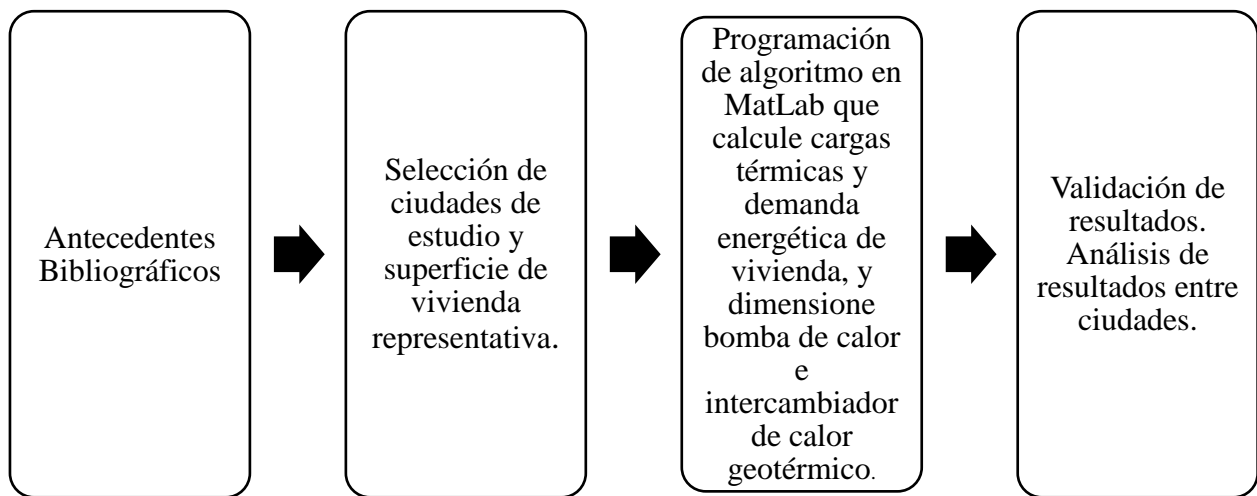 Antecedentes
Bibliográficos
Selección de
ciudades de
estudio y
superficie de
vivienda
representativa.
Programación
de algoritmo en
MatLab que
calcule cargas
térmicas y
demanda
energética de
vivienda, y
dimensione
bomba de calor
e
intercambiador
de calor
geotérmico.
Validación de
resultados.
Análisis de
resultados entre
ciudades.